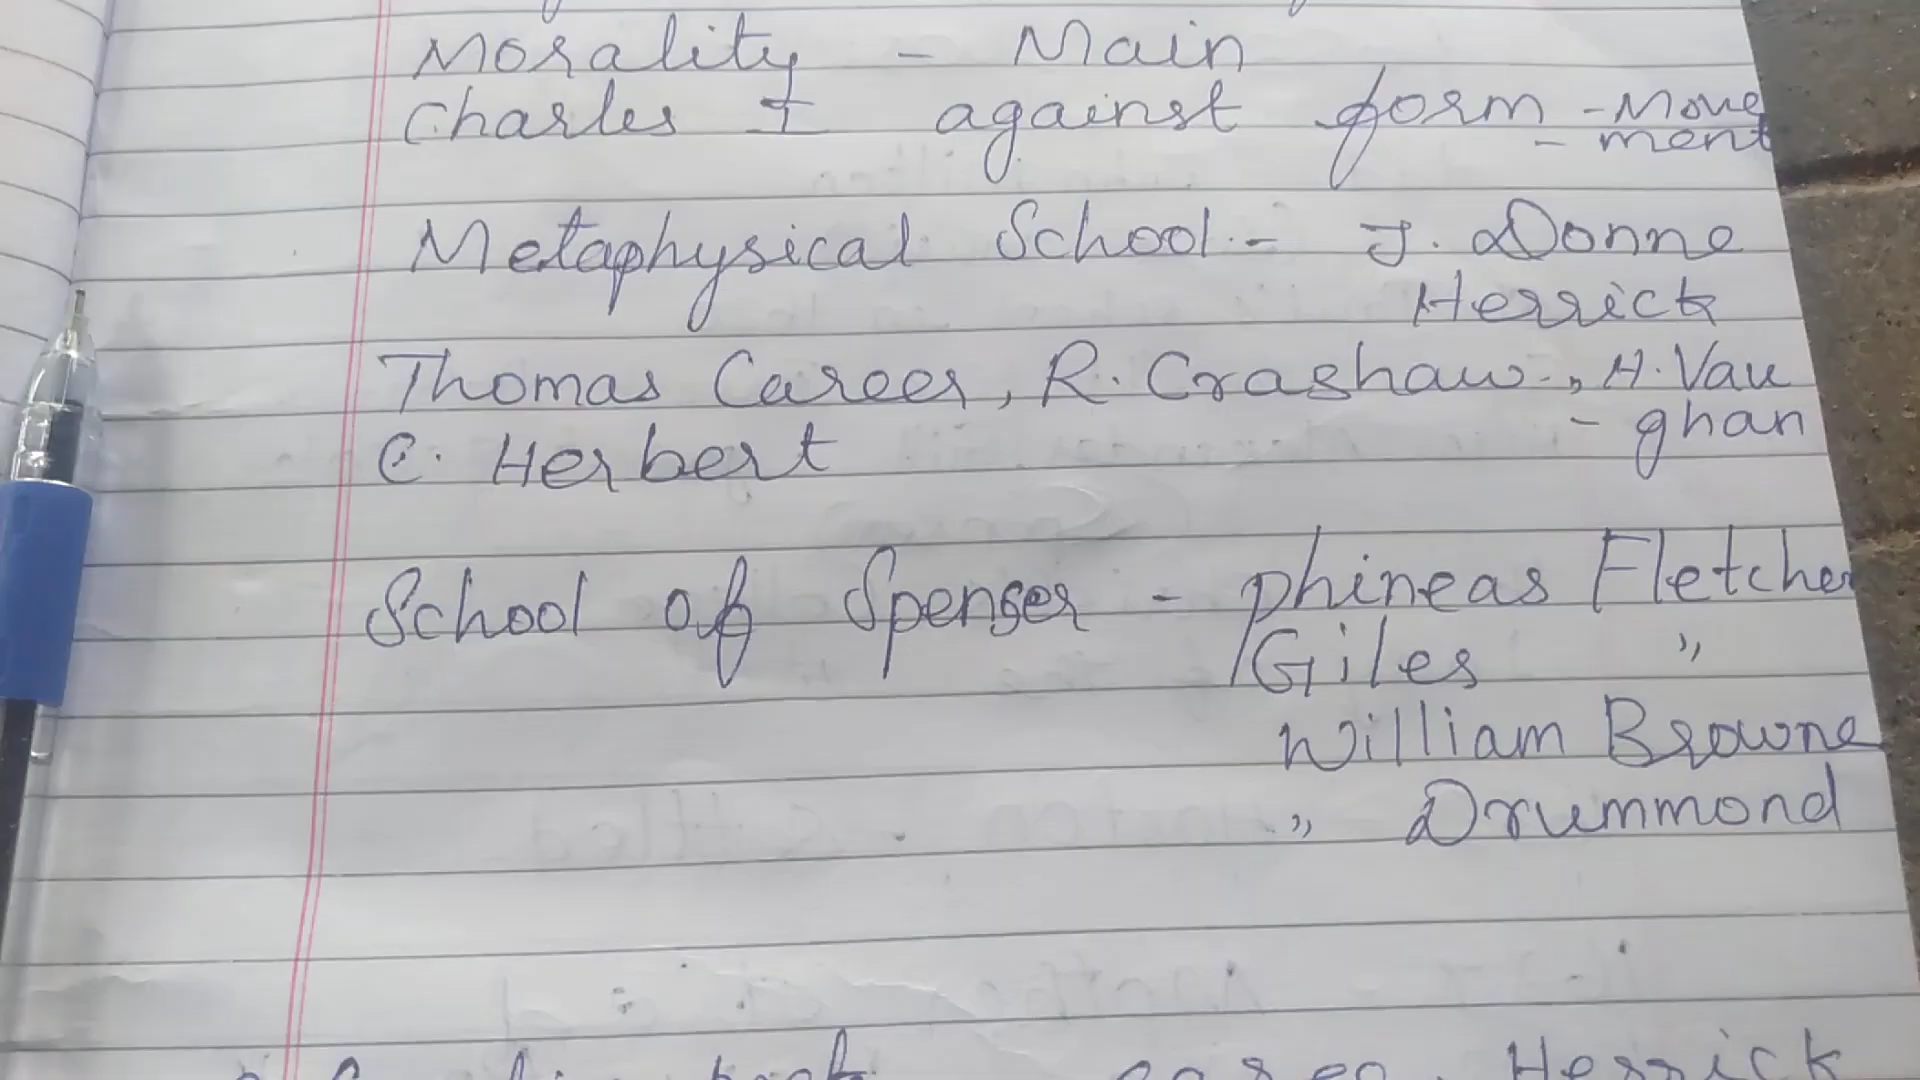 Morality - Main
Charles I against form - Move
- ment
Metaphysical School - J. Donne
Herrick
Thomas Career, R. Crashaw, H. Vau
- ghan
C. Herbert
School of Spenser - Phineas Fletcher
Giles "
William Browne
" Drummond
Herrick